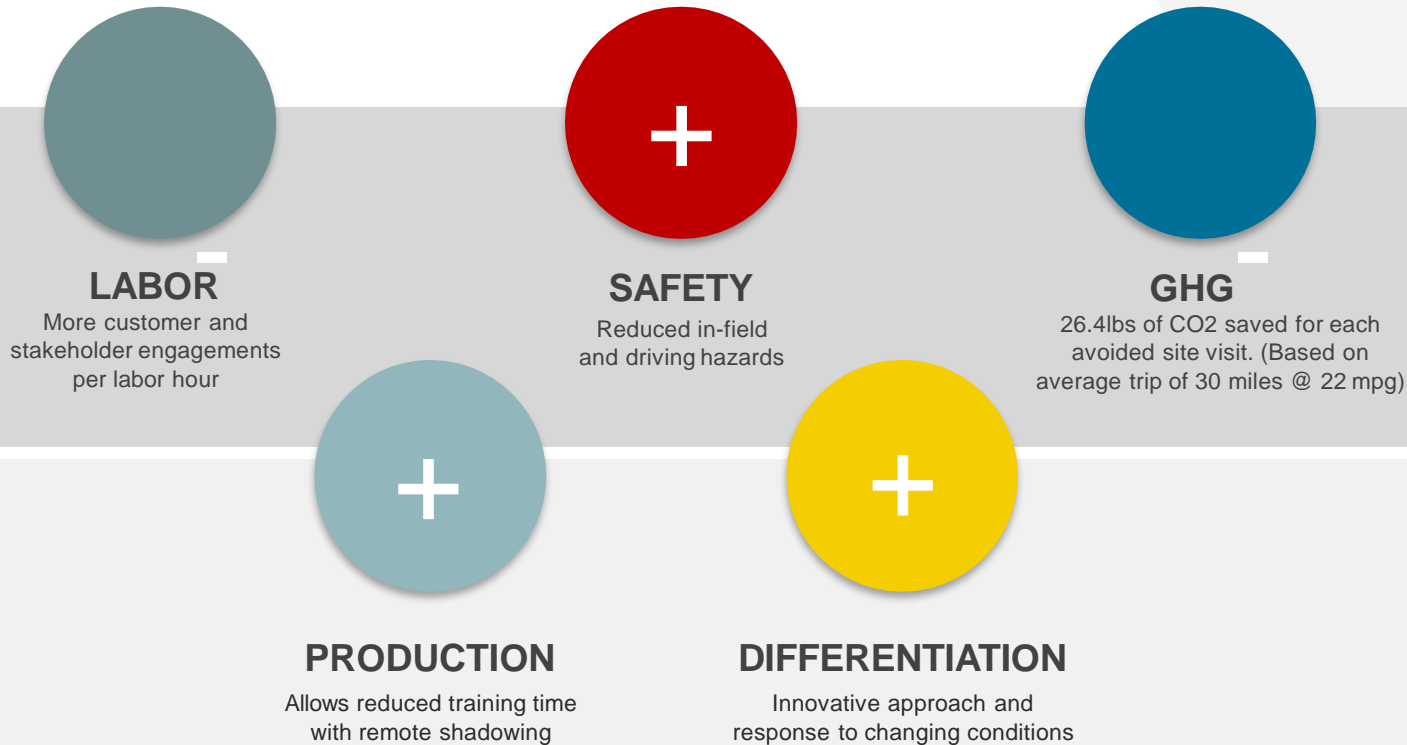 +
-
LABOR
More customer and
stakeholder engagements
per labor hour
SAFETY
Reduced in-field
and driving hazards
-
GHG
26.4lbs of CO2 saved for each
avoided site visit. (Based on
average trip of 30 miles @ 22 mpg)
+
PRODUCTION
Allows reduced training time
with remote shadowing
+
DIFFERENTIATION
Innovative approach and
response to changing conditions